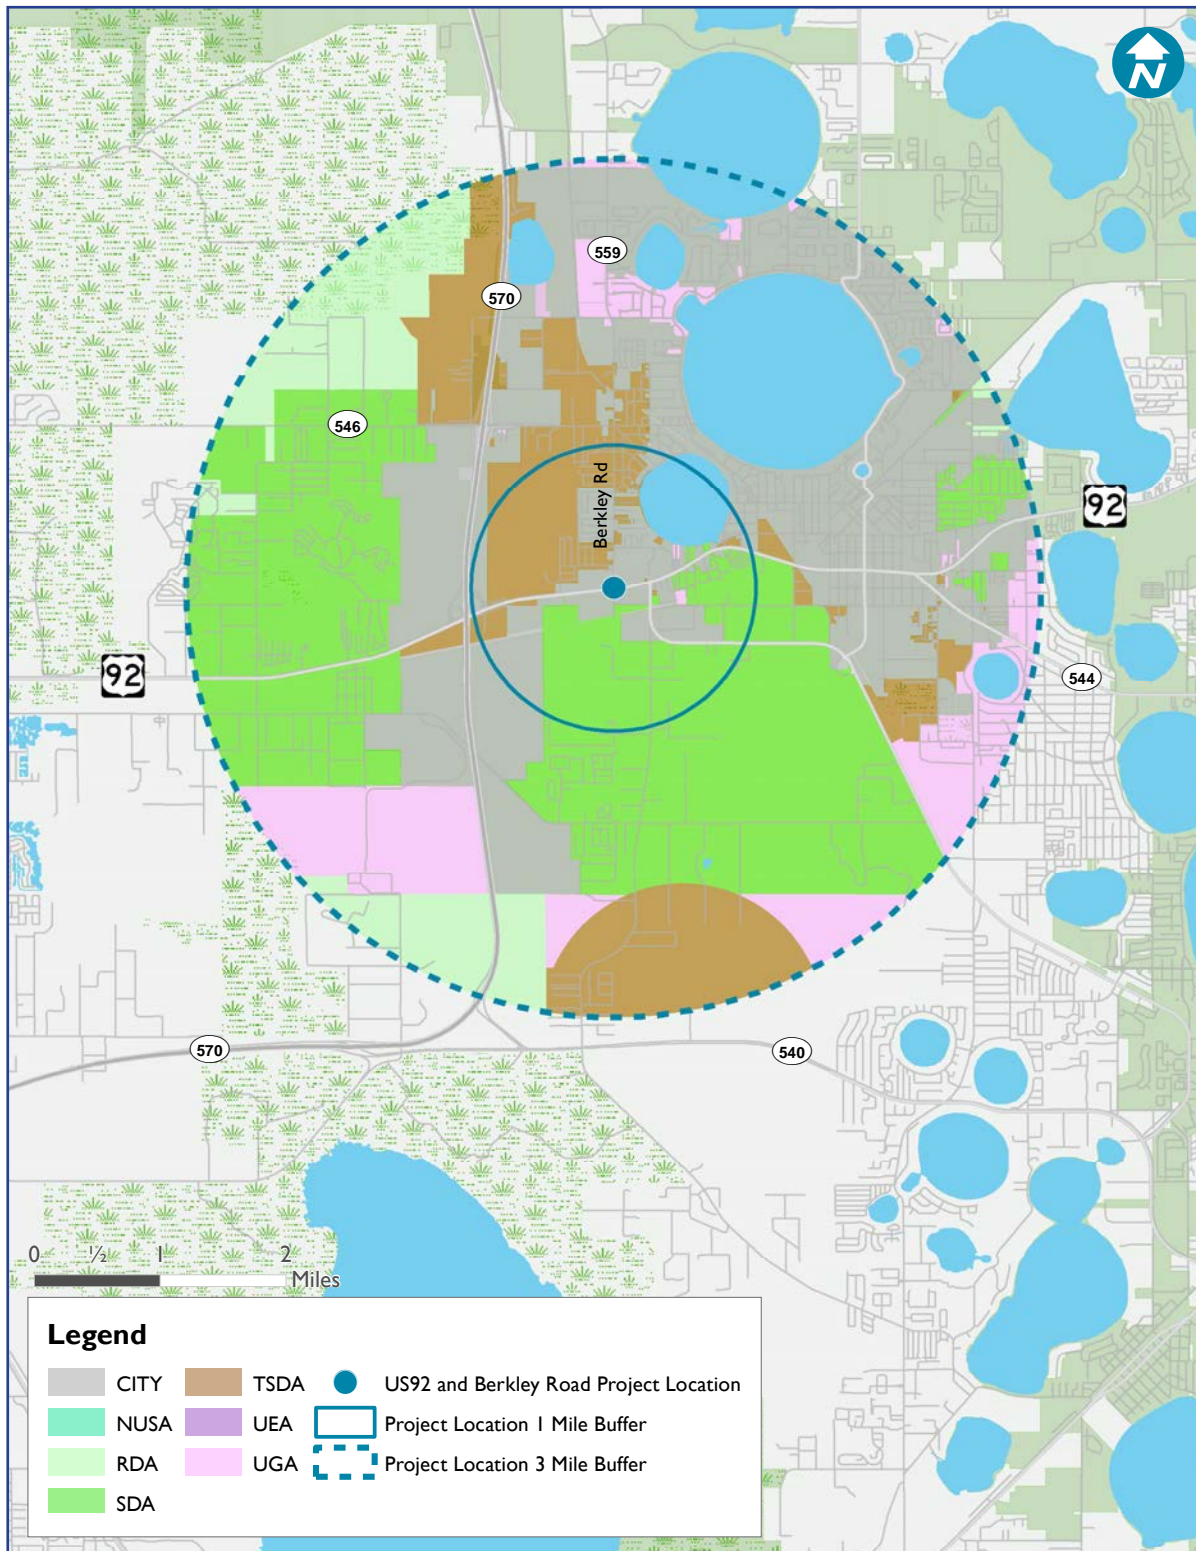 N
559
570
546
Berkley Rd
92
92
544
570
540
0 ½ 1 2
Miles
Legend
CITY TSDA US92 and Berkley Road Project Location
NUSA UEA Project Location 1 Mile Buffer
RDA UGA Project Location 3 Mile Buffer
SDA